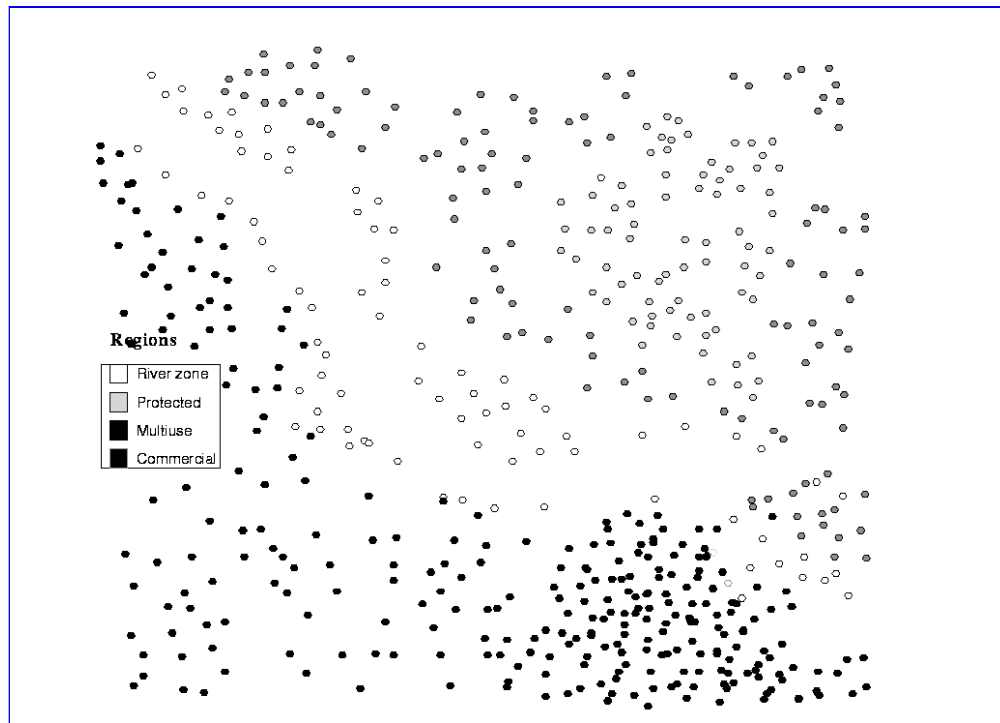 Regions
River zone
Protected
Multiuse
Commercial